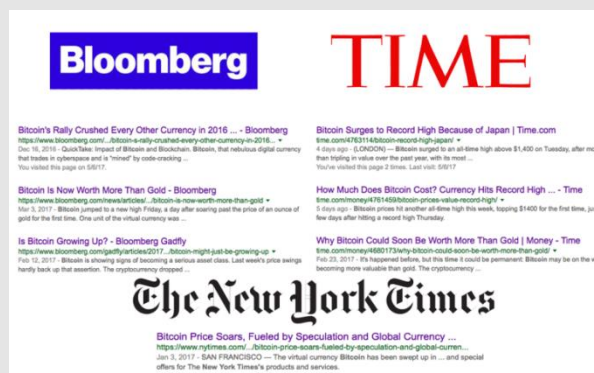 Bloomberg
TIME
Bitcoin's Rally Crushed Every Other Currency in 2016 ... - Bloomberg
https://www.bloomberg.com/.../bitcoin-s-rally-crushed-every-other-currency-in-2016...
Dec 16, 2016 - QuickTake: Impact of Bitcoin and Blockchain. Bitcoin, that nebulous digital currency
that trades in cyberspace and is "mined" by code-cracking ...
You visited this page on 5/6/17.
Bitcoin Is Now Worth More Than Gold - Bloomberg
https://www.bloomberg.com/news/articles/.../bitcoin-is-now-worth-more-than-gold
Mar 3, 2017 - Bitcoin jumped to a new high Friday, a day after soaring past the price of an ounce of
gold for the first time. One unit of the virtual currency was ...
Is Bitcoin Growing Up? - Bloomberg Gadfly
https://www.bloomberg.com/gadfly/articles/2017.../bitcoin-might-just-be-growing-up
Feb 12, 2017 - Bitcoin is showing signs of becoming a serious asset class. Last week's price swings
hardly back up that assertion. The cryptocurrency dropped ...
Bitcoin Surges to Record High Because of Japan | Time.com
time.com/4763114/bitcoin-record-high-japan/
4 days ago - (LONDON) — Bitcoin surged to an all-time high above $1,400 on Tuesday, after
than tripling in value over the past year, with its most ...
You've visited this page 2 times. Last visit: 5/6/17
How Much Does Bitcoin Cost? Currency Hits Record High ... - Time
time.com/money/4761459/bitcoin-prices-value-record-high/
5 days ago - Bitcoin prices hit another all-time high this week, topping $1400 for the first time,
few days after hitting a record high Thursday.
Why Bitcoin Could Soon Be Worth More Than Gold | Money - Time
time.com/money/4680173/why-bitcoin-could-soon-be-worth-more-than-gold/
Feb 23, 2017 - It's happened before, but this time it could be permanent: Bitcoin may be on the
becoming more valuable than gold. The cryptocurrency ...
The New York Times
Bitcoin Price Soars, Fueled by Speculation and Global Currency ...
https://www.nytimes.com/.../bitcoin-price-soars-fueled-by-speculation-and-global-curren...
Jan 3, 2017 - SAN FRANCISCO — The virtual currency Bitcoin has been swept up in ... and special
offers for The New York Times's products and services.